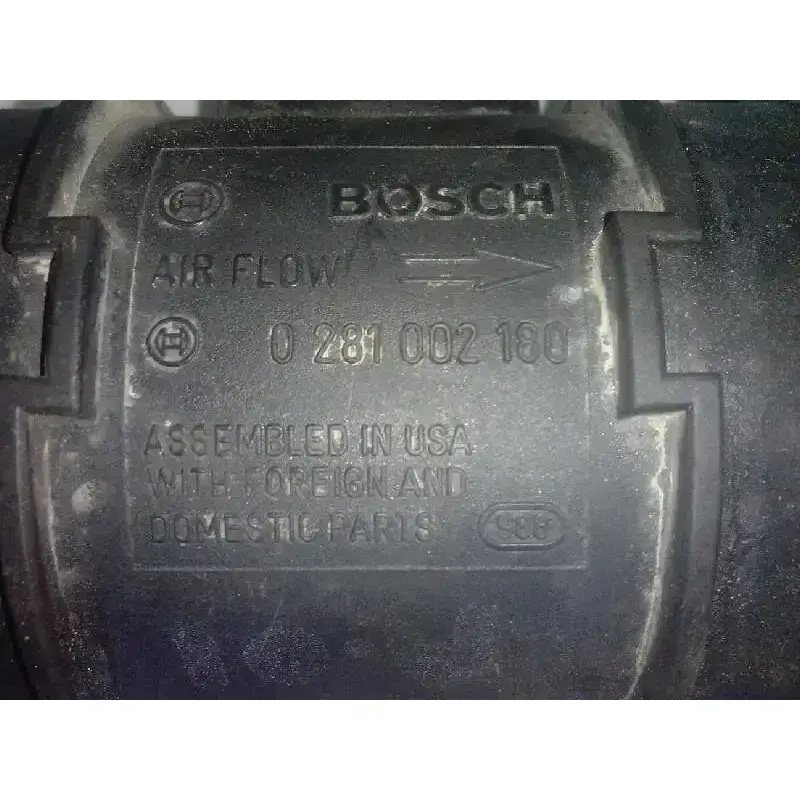 BOSCH
AIR FLOW
0 281 002 180
ASSEMBLED IN USA
WITH FOREIGN AND
DOMESTIC PARTS